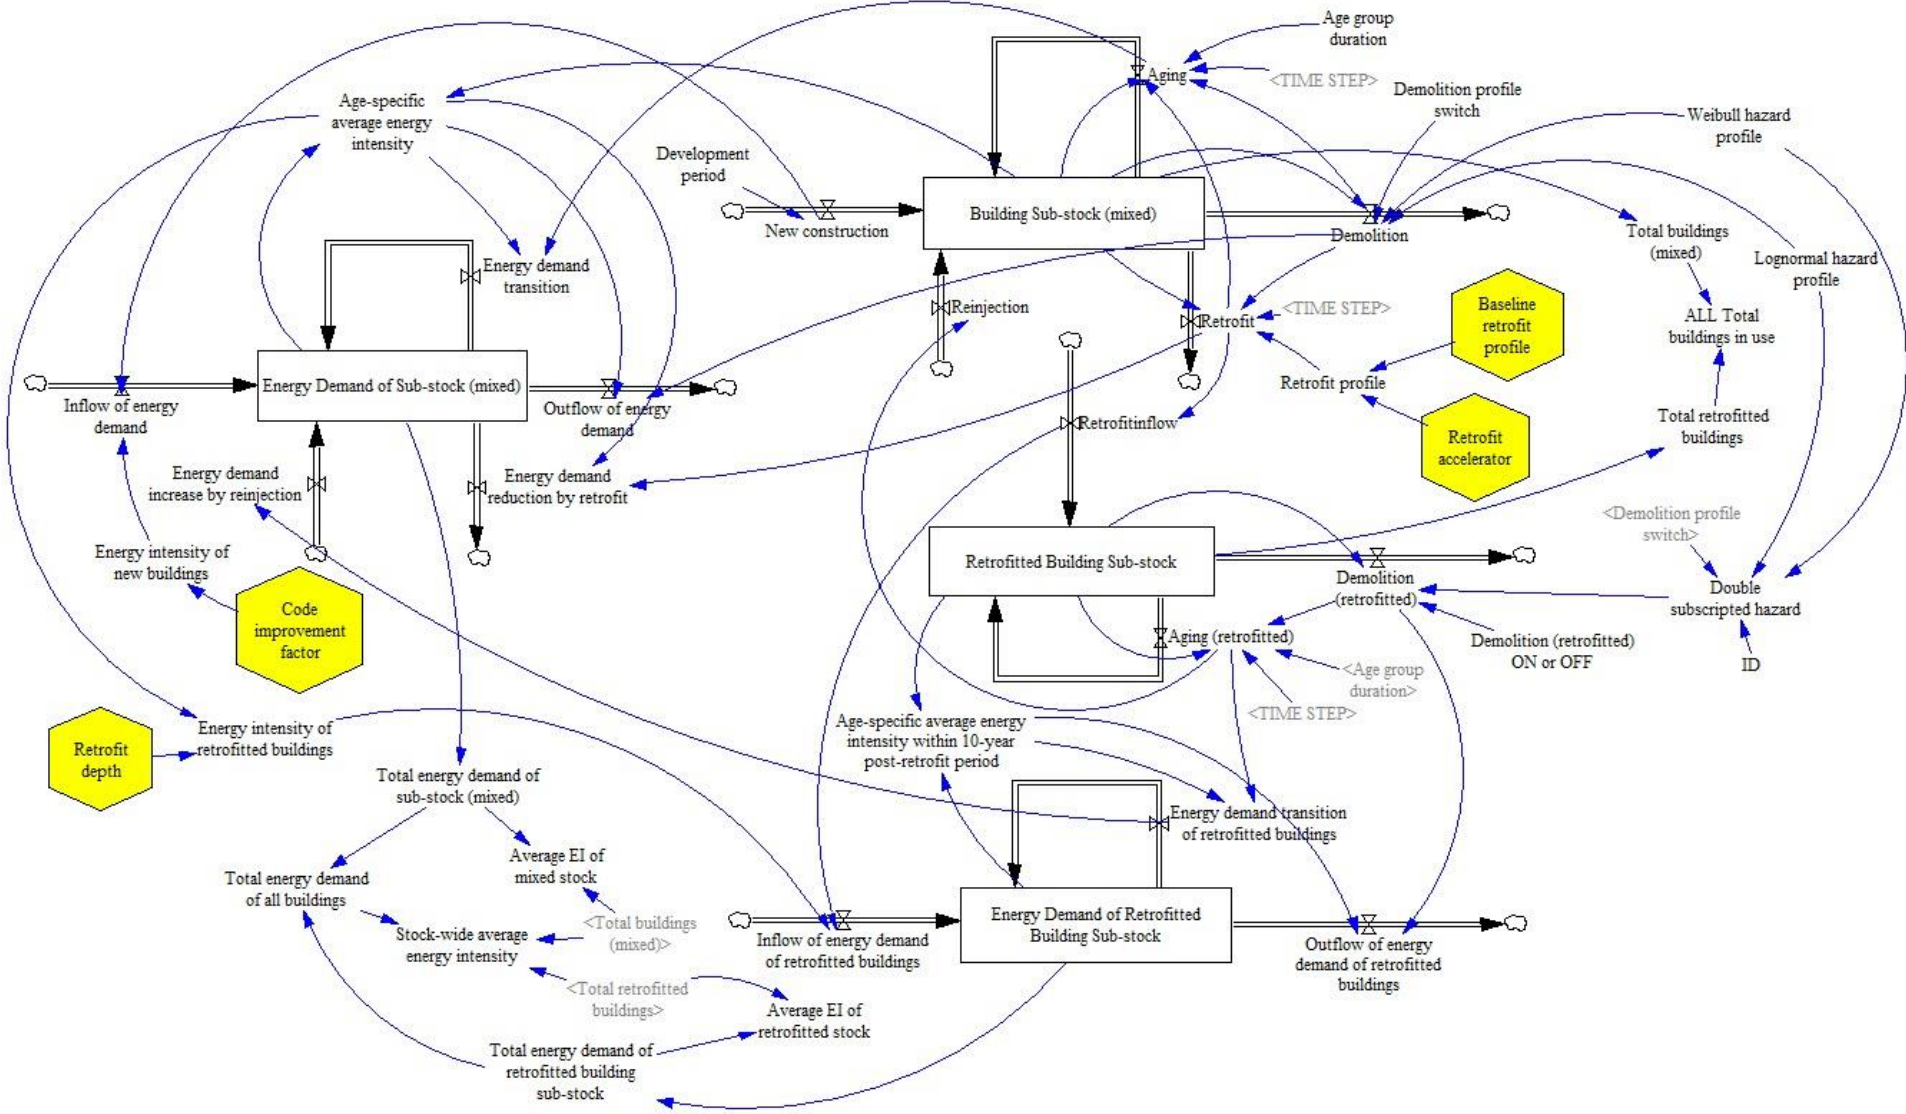 Age group
duration
Aging
<TIME STEP>
Demolition profile
switch
Age-specific
average energy
intensity
Weibull hazard
profile
Development
period
Building Sub-stock (mixed)
New construction
Demolition
Total buildings
(mixed)
Lognormal hazard
profile
Energy demand
transition
Reinjection
Retrofit
<TIME STEP>
Baseline
retrofit
profile
ALL Total
buildings in use
Energy Demand of Sub-stock (mixed)
Retrofit profile
Inflow of energy
demand
Outflow of energy
demand
Retrofitinflow
Total retrofitted
buildings
Retrofit
accelerator
Energy demand
increase by reinjection
Energy demand
reduction by retrofit
<Demolition profile
switch>
Energy intensity of
new buildings
Retrofitted Building Sub-stock
Demolition
(retrofitted)
Double
subscripted hazard
Code
improvement
factor
Aging (retrofitted)
Demolition (retrofitted)
ON or OFF
ID
<Age group
duration>
<TIME STEP>
Energy intensity of
retrofitted buildings
Retrofit
depth
Age-specific average energy
intensity within 10-year
post-retrofit period
Total energy demand of
sub-stock (mixed)
Energy demand transition
of retrofitted buildings
Average EI of
mixed stock
Total energy demand
of all buildings
<Total buildings
(mixed)>
Stock-wide average
energy intensity
Energy Demand of Retrofitted
Building Sub-stock
Inflow of energy demand
of retrofitted buildings
Outflow of energy
demand of retrofitted
buildings
<Total retrofitted
buildings>
Average EI of
retrofitted stock
Total energy demand of
retrofitted building
sub-stock